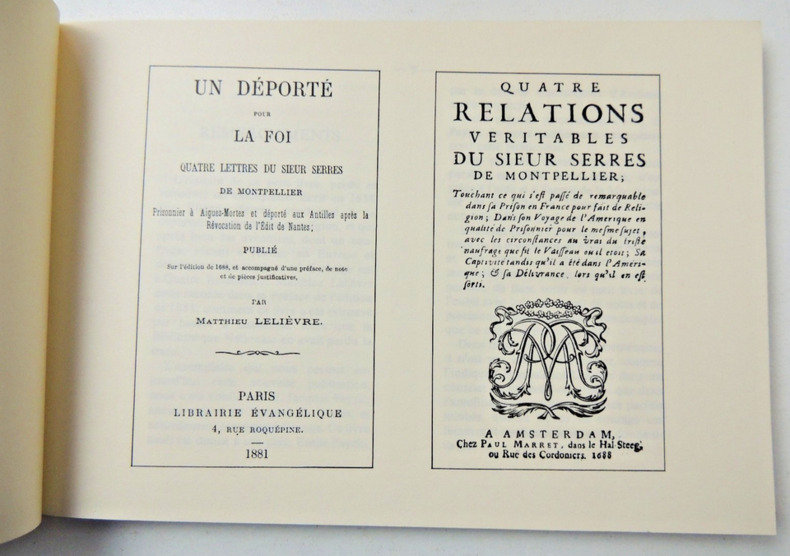 UN DÉPORTÉ
POUR
LA FOI
QUATRE LETTRES DU SIEUR SERRES
DE MONTPELLIER
Prisonnier à Aigues-Mortes et déporté aux Antilles après la
Révocation de l'Édit de Nantes;
PUBLIÉ
Sur l'édition de 1688, et accompagné d'une préface, de note
et de pièces justificatives,
PAR
MATTHIEU LELIÈVRE.
PARIS
LIBRAIRIE ÉVANGÉLIQUE
4, RUE ROQUÉPINE.
1881
QUATRE
RELATIONS
VERITABLES
DU SIEUR SERRES
DE MONTPELLIER;
Touchant ce qui s'eſt paſſé de remarquable
dans ſa Priſon en France pour fait de Reli-
gion; Dans ſon Voyage de l'Amerique en
qualité de Priſonnier pour le meſme ſujet,
avec les circonſtances au vrai du triſte
naufrage que fit le Vaiſſeau ou il etoit; Sa
Captivité tandis qu'il a été dans l'Ameri-
que; & ſa Délivrance lors qu'il en eſt
ſorti.
A AMSTERDAM,
Chez PAUL MARRET, dans le Hal-Steeg,
ou Rue des Cordoniers. 1688